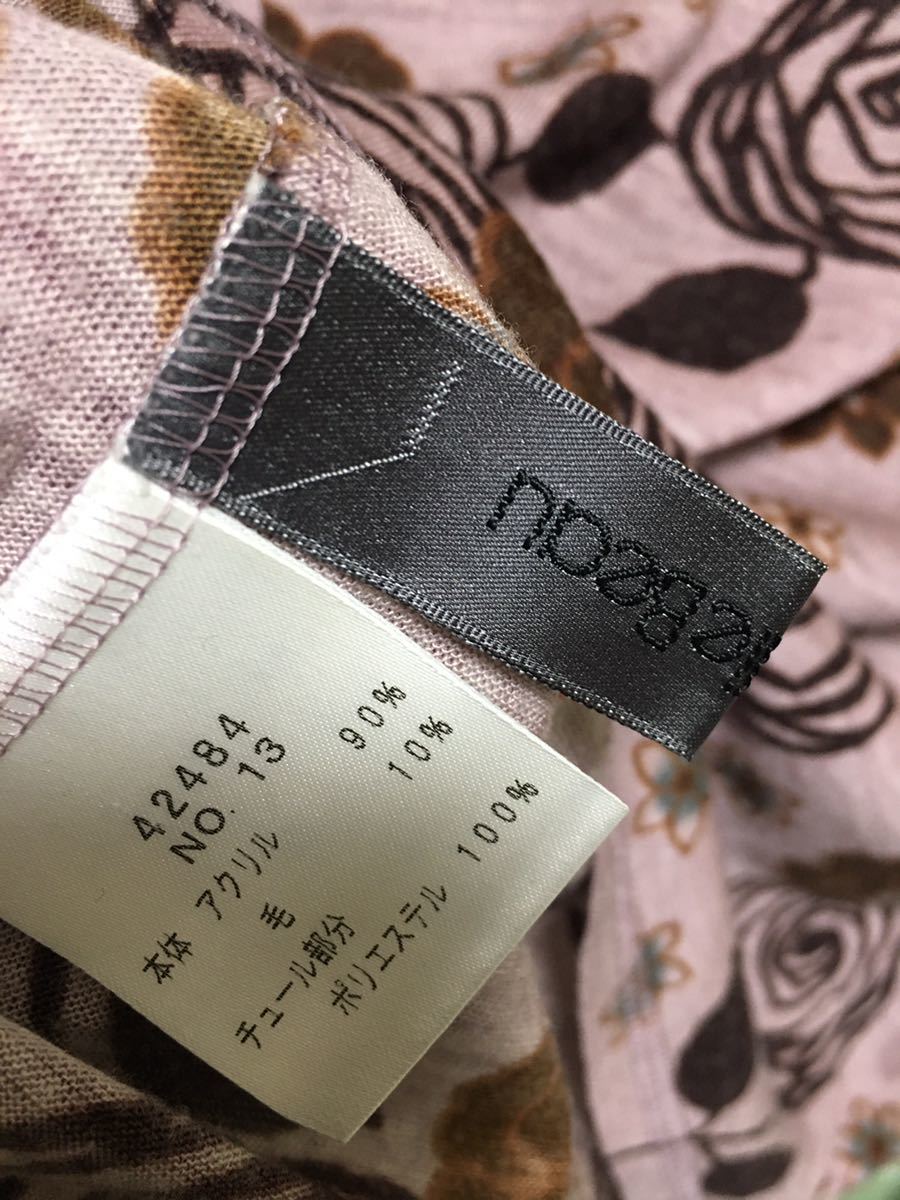 42484
NO. 13
本体 アクリル 90%
毛 10%
チュール部分
ポリエステル 100%